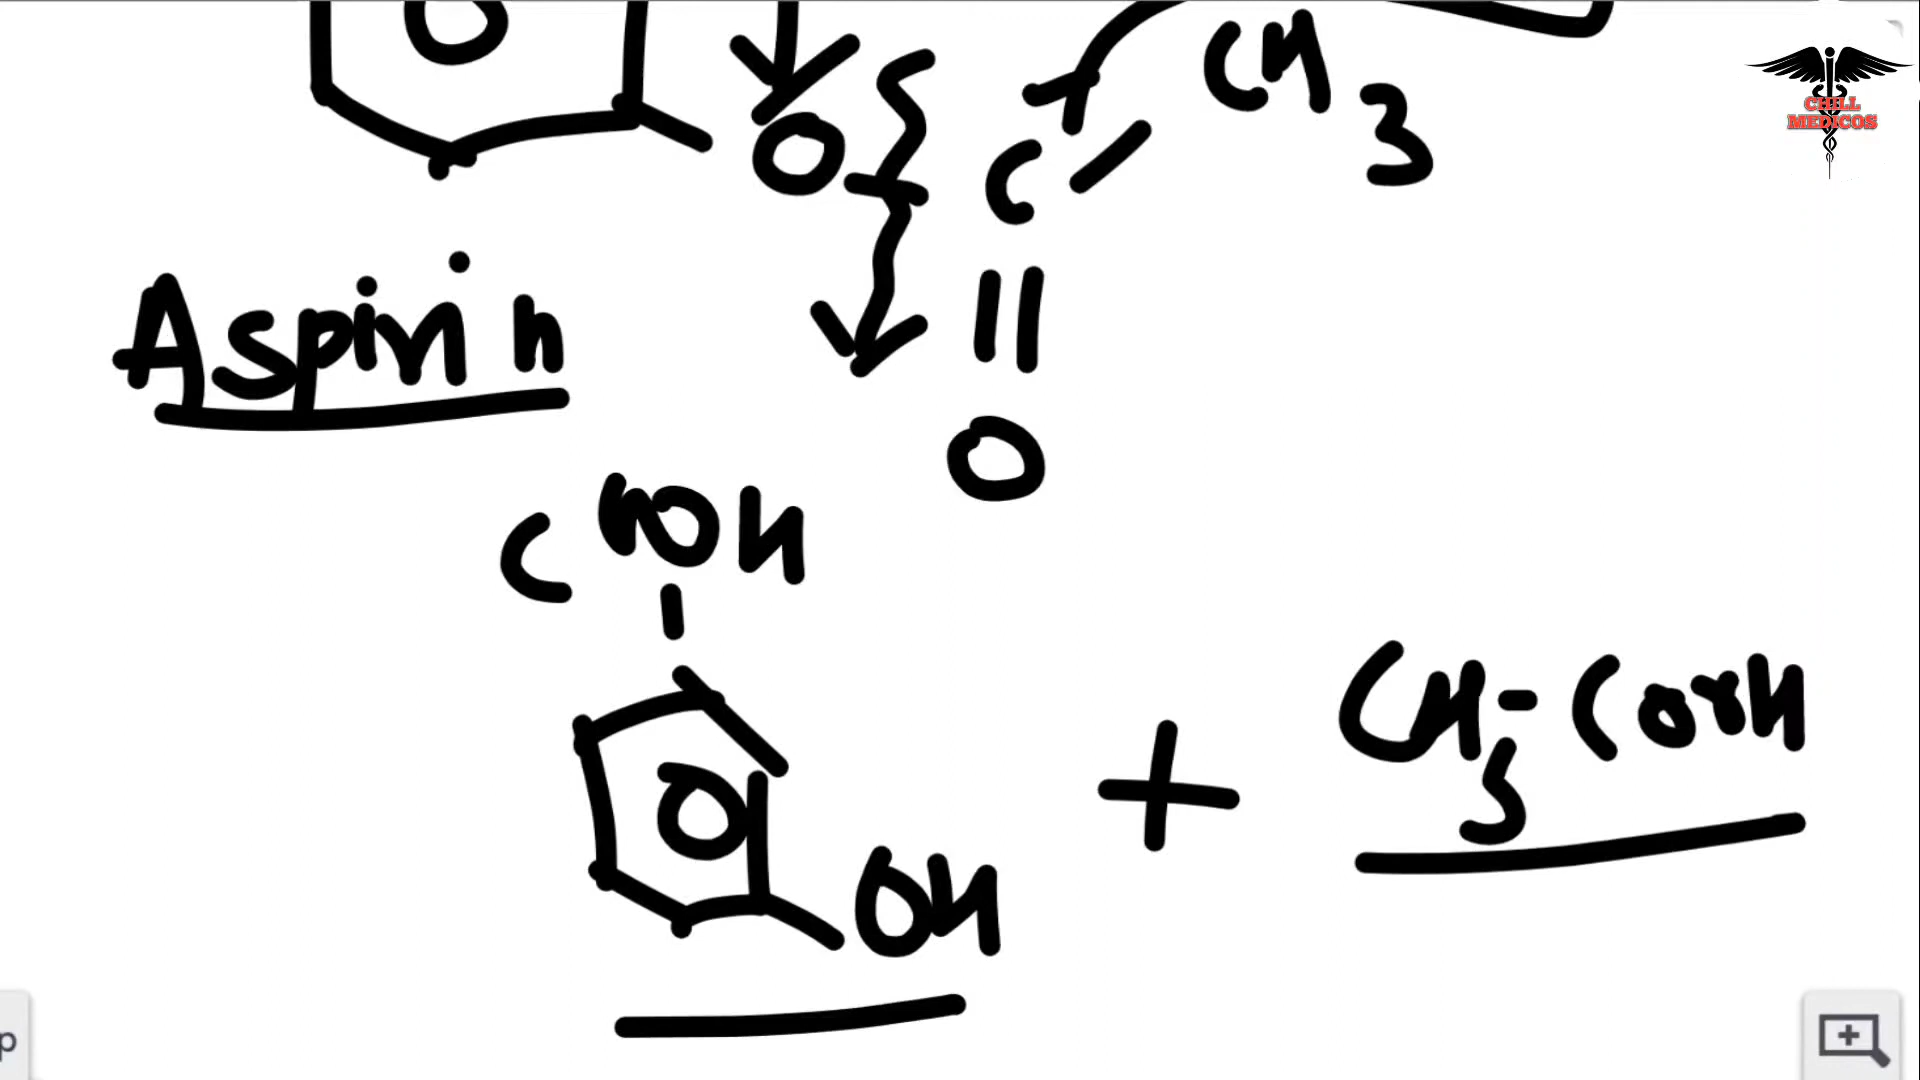 O
CH3
CHILL
MEDICOS
O
C
Aspirin
||
O
COOH
CH3-COOH
O
+
OH
p